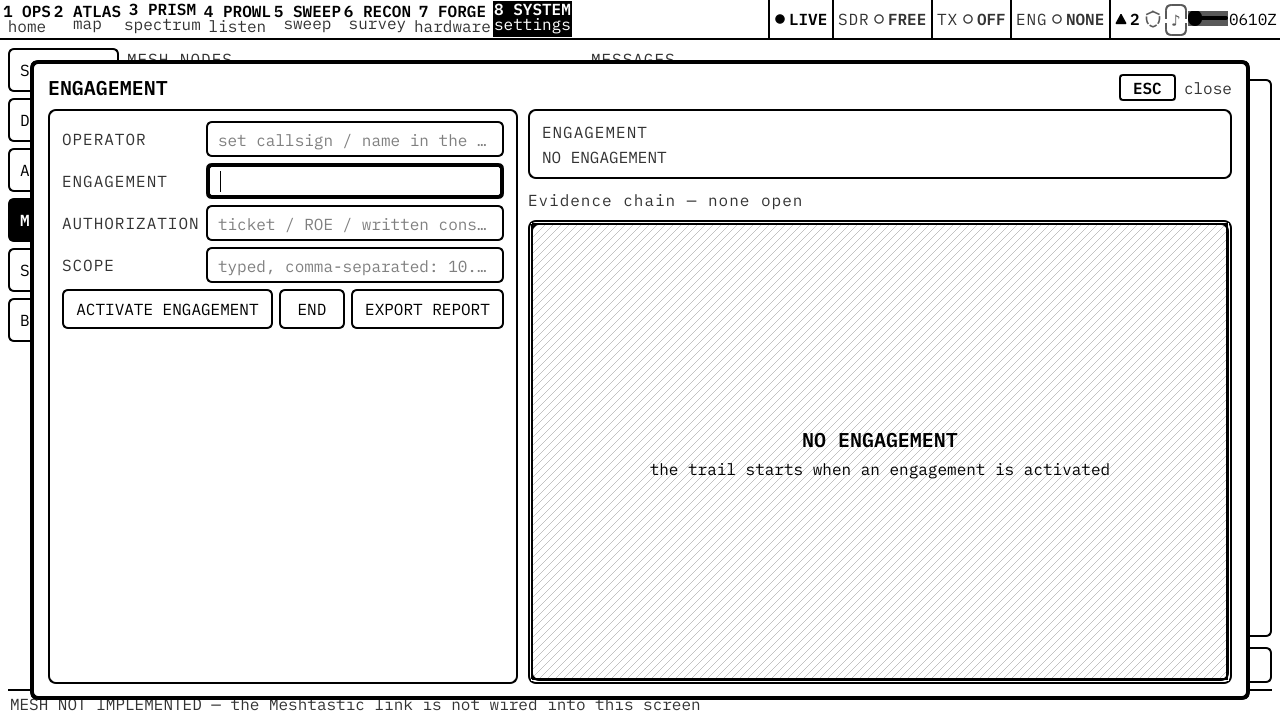 1 OPS 2 ATLAS 3 PRISM 4 PROWL 5 SWEEP 6 RECON 7 FORGE 8 SYSTEM
home map spectrum listen sweep survey hardware settings
LIVE SDR FREE TX OFF ENG NONE 2 0610Z
MESH NODES MESSAGES
ENGAGEMENT
ESC close
OPERATOR set callsign / name in the …
ENGAGEMENT
AUTHORIZATION ticket / ROE / written cons…
SCOPE typed, comma-separated: 10.…
ACTIVATE ENGAGEMENT END EXPORT REPORT
ENGAGEMENT
NO ENGAGEMENT
Evidence chain — none open
NO ENGAGEMENT
the trail starts when an engagement is activated
S
D
A
M
S
B
MESH NOT IMPLEMENTED — the Meshtastic link is not wired into this screen